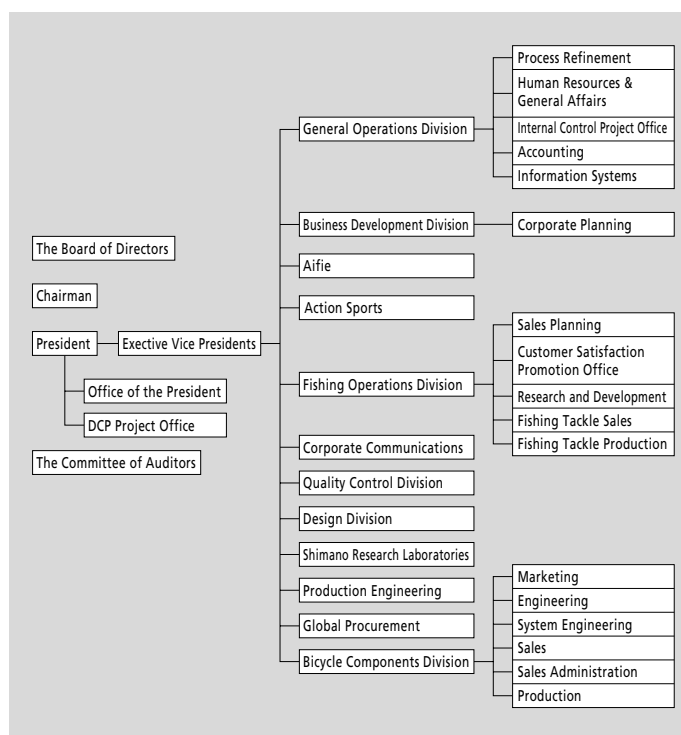 The Board of Directors
Chairman
President
Exective Vice Presidents
Office of the President
DCP Project Office
The Committee of Auditors
General Operations Division
Process Refinement
Human Resources &
General Affairs
Internal Control Project Office
Accounting
Information Systems
Business Development Division
Corporate Planning
Aifie
Action Sports
Fishing Operations Division
Sales Planning
Customer Satisfaction
Promotion Office
Research and Development
Fishing Tackle Sales
Fishing Tackle Production
Corporate Communications
Quality Control Division
Design Division
Shimano Research Laboratories
Production Engineering
Global Procurement
Bicycle Components Division
Marketing
Engineering
System Engineering
Sales
Sales Administration
Production